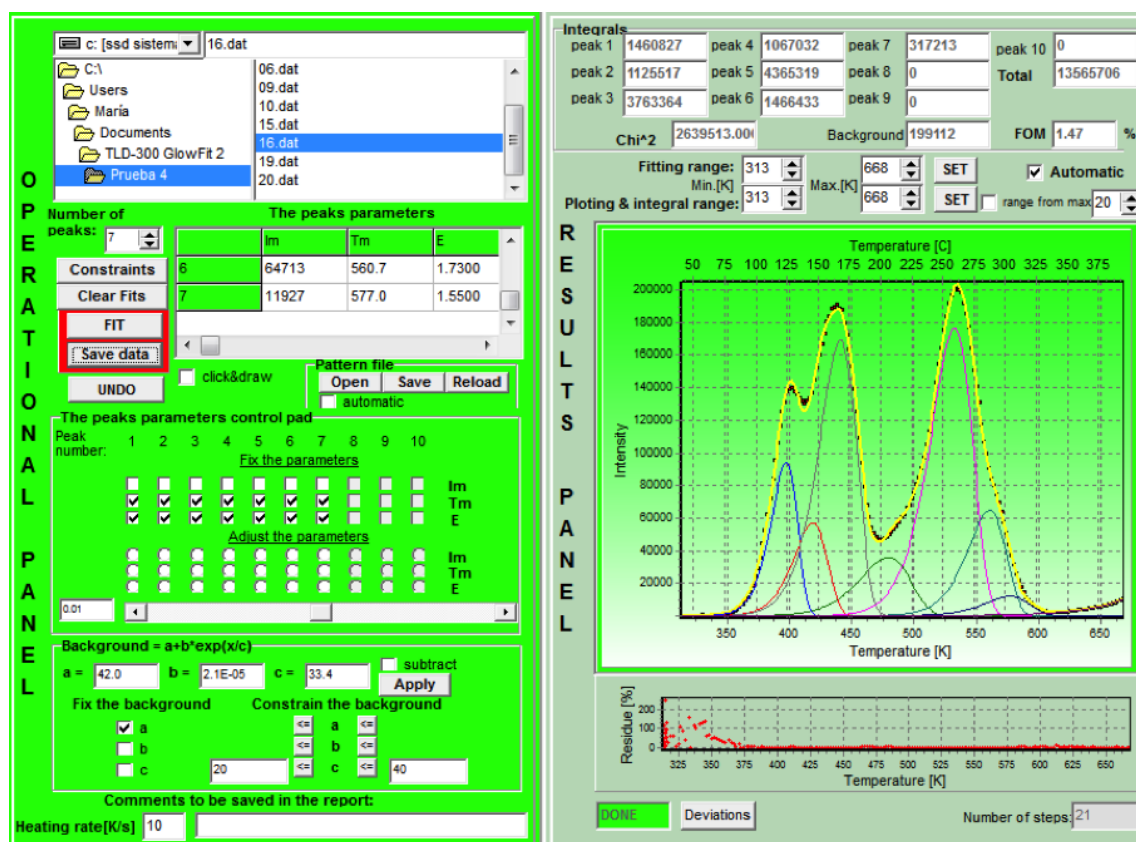 c: [ssd sistema 16.dat
C:\
Users
María
Documents
TLD-300 GlowFit 2
Prueba 4
06.dat
09.dat
10.dat
15.dat
16.dat
19.dat
20.dat
OPERATIONAL PANEL
Number of
peaks: 7
The peaks parameters
Im Tm E
6 64713 560.7 1.7300
7 11927 577.0 1.5500
Constraints
Clear Fits
FIT
Save data
UNDO
click&draw
Pattern file
Open Save Reload
automatic
The peaks parameters control pad
Peak
number: 1 2 3 4 5 6 7 8 9 10
Fix the parameters
Im
Tm
E
Adjust the parameters
Im
Tm
E
0.01
Background = a+b*exp(x/c)
a = 42.0 b = 2.1E-05 c = 33.4
subtract
Apply
Fix the background Constrain the background
a <= a <=
b <= b <=
c 20 <= c <= 40
Comments to be saved in the report:
Heating rate[K/s] 10
Integrals
peak 1 1460827 peak 4 1067032 peak 7 317213 peak 10 0
peak 2 1125517 peak 5 4365319 peak 8 0 Total 13565706
peak 3 3763364 peak 6 1466433 peak 9 0
Chi^2 2639513.00 Background 199112 FOM 1.47 %
Fitting range: 313 668 SET Automatic
Min.[K] Max.[K]
Ploting & integral range: 313 668 SET range from max 20
RESULTS PANEL
Temperature [C]
50 75 100 125 150 175 200 225 250 275 300 325 350 375
Intensity
200000
180000
160000
140000
120000
100000
80000
60000
40000
20000
350 400 450 500 550 600 650
Temperature [K]
Residue [%]
200
100
0
325 350 375 400 425 450 475 500 525 550 575 600 625 650
Temperature [K]
DONE Deviations Number of steps: 21